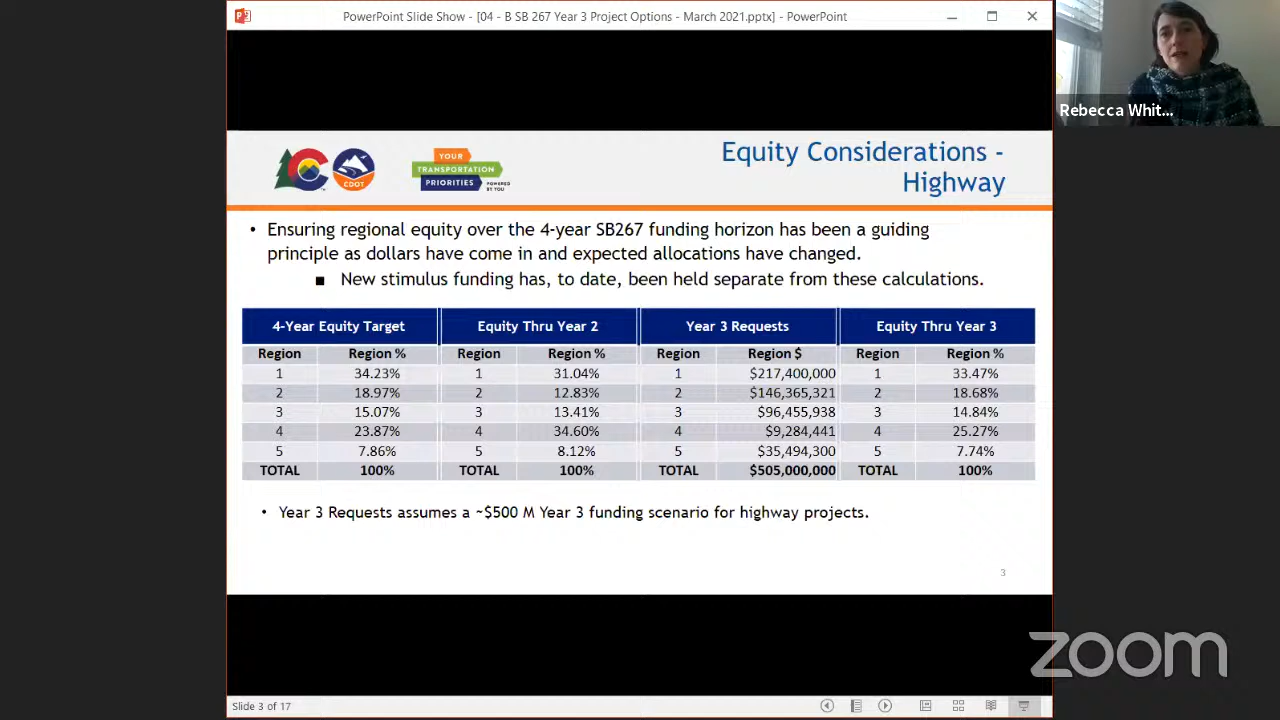 PowerPoint Slide Show - [04 - B SB 267 Year 3 Project Options - March 2021.pptx] - PowerPoint
Rebecca Whit...
CDOT
YOUR
TRANSPORTATION
PRIORITIES POWERED BY YOU
Equity Considerations -
Highway
• Ensuring regional equity over the 4-year SB267 funding horizon has been a guiding
principle as dollars have come in and expected allocations have changed.
■ New stimulus funding has, to date, been held separate from these calculations.
4-Year Equity Target Equity Thru Year 2 Year 3 Requests Equity Thru Year 3
Region Region % Region Region % Region Region $ Region Region %
1 34.23% 1 31.04% 1 $217,400,000 1 33.47%
2 18.97% 2 12.83% 2 $146,365,321 2 18.68%
3 15.07% 3 13.41% 3 $96,455,938 3 14.84%
4 23.87% 4 34.60% 4 $9,284,441 4 25.27%
5 7.86% 5 8.12% 5 $35,494,300 5 7.74%
TOTAL 100% TOTAL 100% TOTAL $505,000,000 TOTAL 100%
• Year 3 Requests assumes a ~$500 M Year 3 funding scenario for highway projects.
3
zoom
Slide 3 of 17